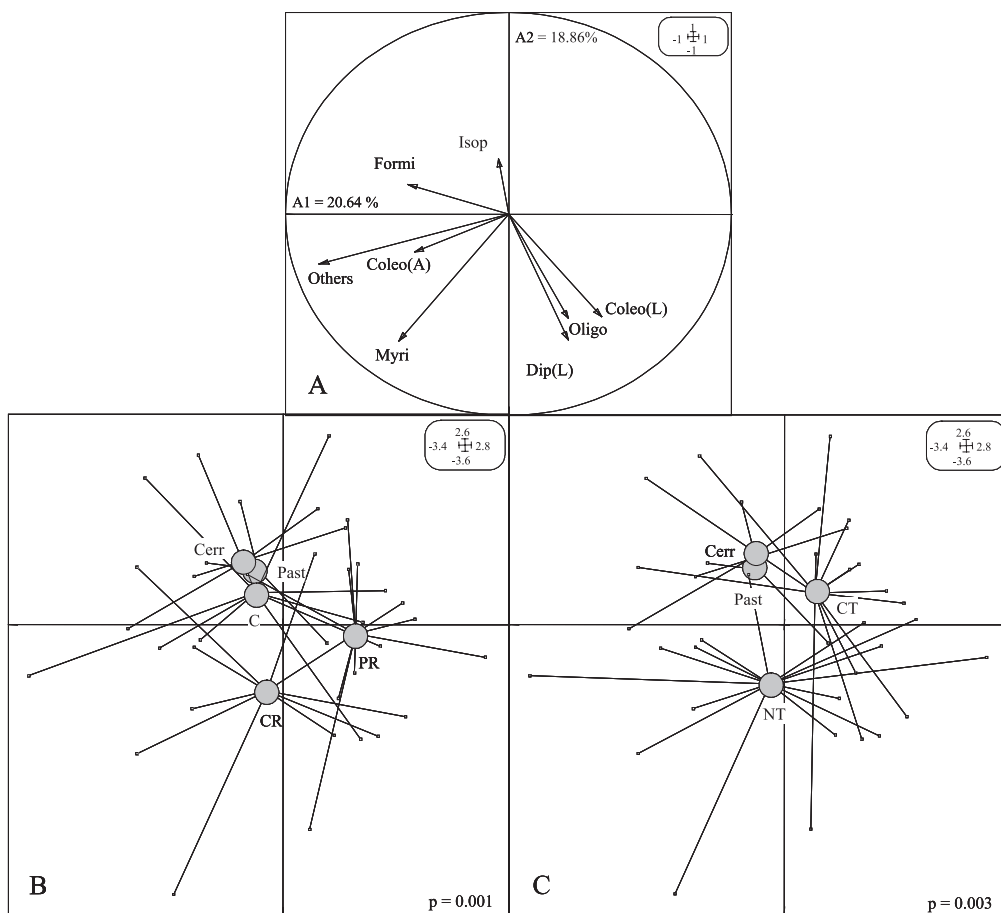 A2 = 18.86%
1
-1 1
-1
Isop
Formi
A1 = 20.64 %
Coleo(A)
Others
Coleo(L)
Oligo
Myri
Dip(L)
A
2.6
-3.4 2.8
-3.6
Cerr
Past
C
PR
CR
B
p = 0.001
2.6
-3.4 2.8
-3.6
Cerr
Past
CT
NT
C
p = 0.003